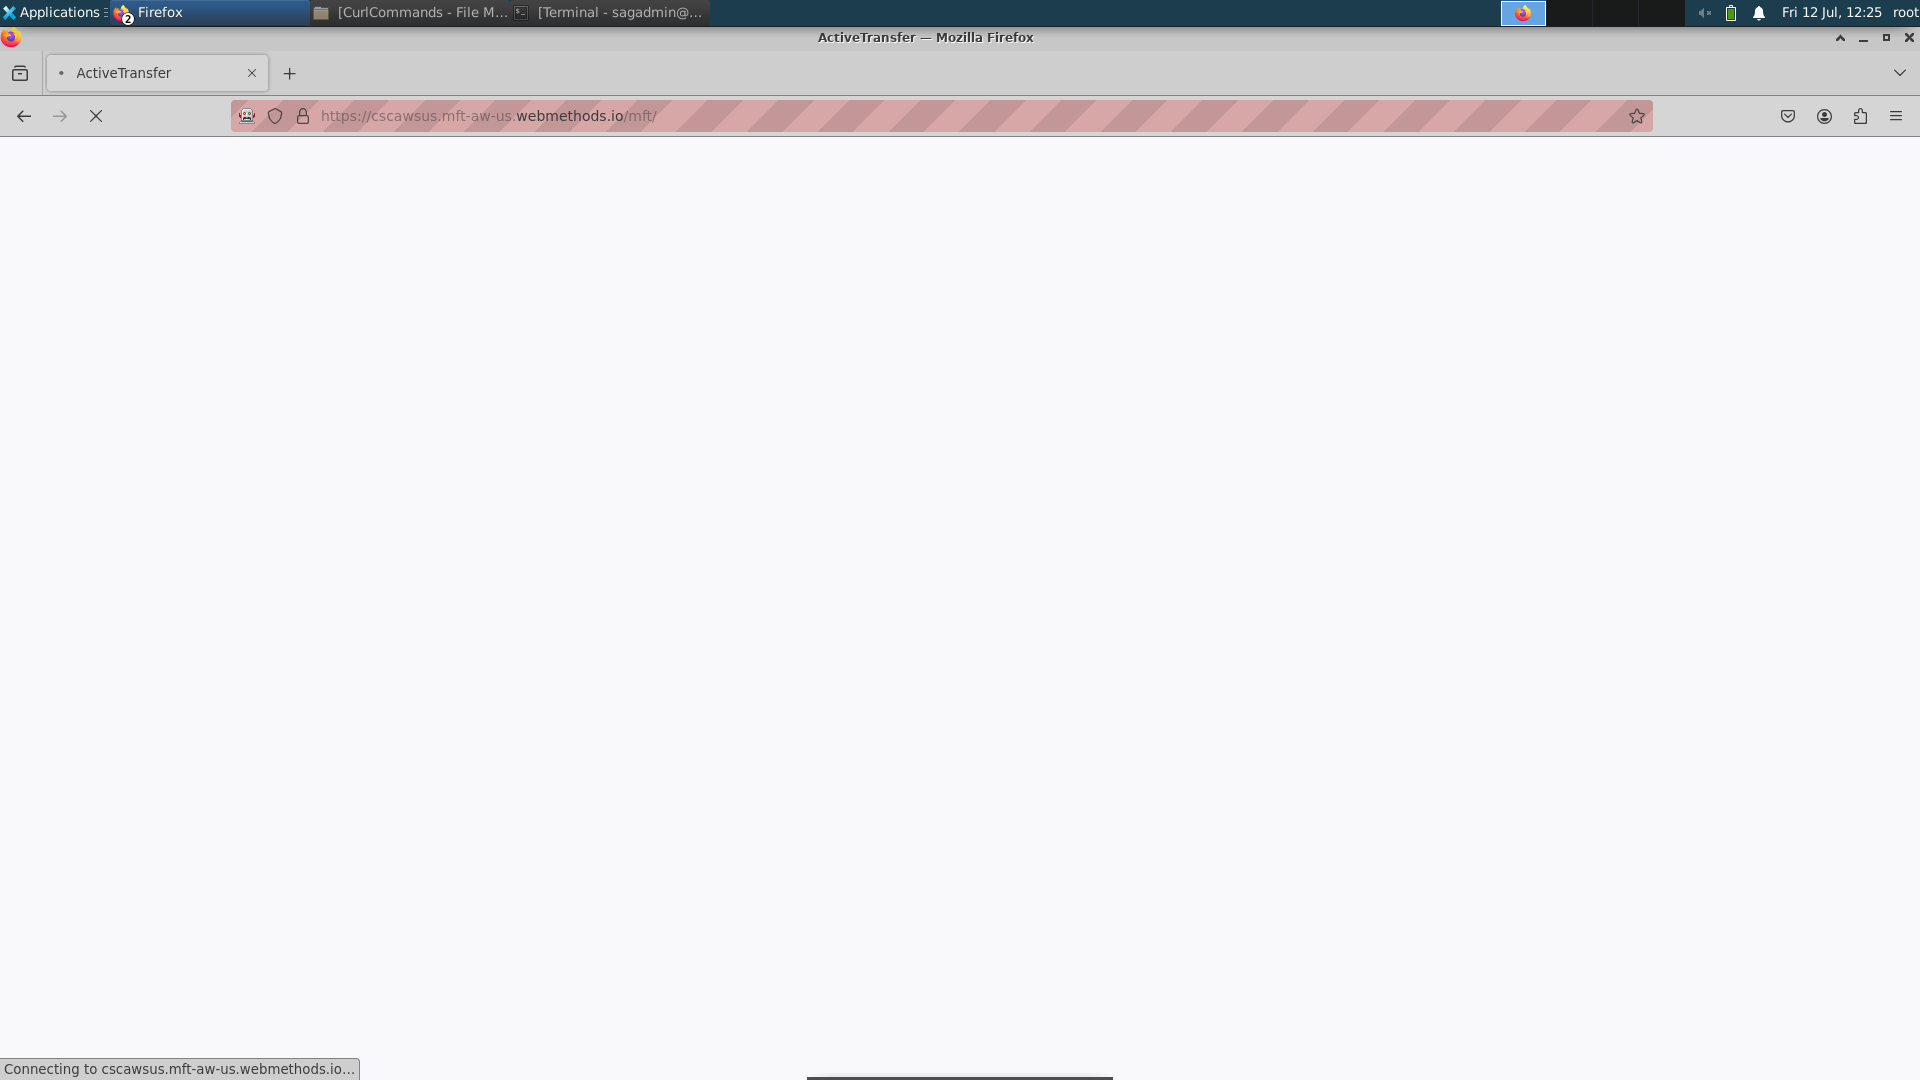 Applications
2
Firefox
[CurlCommands - File M...
[Terminal - sagadmin@...
Fri 12 Jul, 12:25
root
ActiveTransfer — Mozilla Firefox
ActiveTransfer
https://cscawsus.mft-aw-us.webmethods.io/mft/
Connecting to cscawsus.mft-aw-us.webmethods.io...